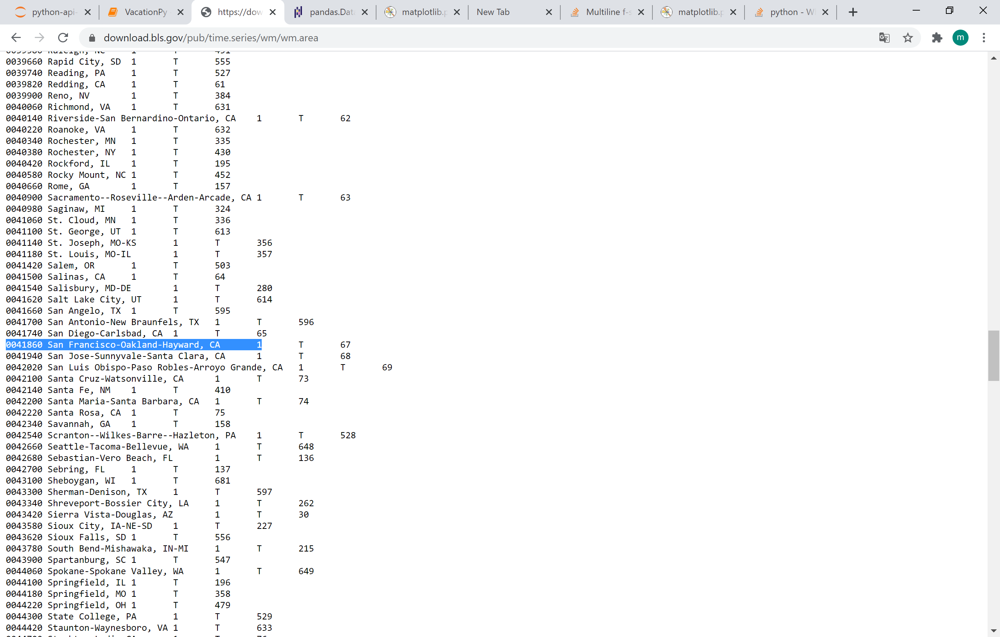 python-api- VacationPy https://dow pandas.Data matplotlib.p New Tab Multiline f-s matplotlib.p python - W
download.bls.gov/pub/time.series/wm/wm.area m
0039660 Rapid City, SD 1 T 555
0039740 Reading, PA 1 T 527
0039820 Redding, CA 1 T 61
0039900 Reno, NV 1 T 384
0040060 Richmond, VA 1 T 631
0040140 Riverside-San Bernardino-Ontario, CA 1 T 62
0040220 Roanoke, VA 1 T 632
0040340 Rochester, MN 1 T 335
0040380 Rochester, NY 1 T 430
0040420 Rockford, IL 1 T 195
0040580 Rocky Mount, NC 1 T 452
0040660 Rome, GA 1 T 157
0040900 Sacramento--Roseville--Arden-Arcade, CA 1 T 63
0040980 Saginaw, MI 1 T 324
0041060 St. Cloud, MN 1 T 336
0041100 St. George, UT 1 T 613
0041140 St. Joseph, MO-KS 1 T 356
0041180 St. Louis, MO-IL 1 T 357
0041420 Salem, OR 1 T 503
0041500 Salinas, CA 1 T 64
0041540 Salisbury, MD-DE 1 T 280
0041620 Salt Lake City, UT 1 T 614
0041660 San Angelo, TX 1 T 595
0041700 San Antonio-New Braunfels, TX 1 T 596
0041740 San Diego-Carlsbad, CA 1 T 65
0041860 San Francisco-Oakland-Hayward, CA 1 T 67
0041940 San Jose-Sunnyvale-Santa Clara, CA 1 T 68
0042020 San Luis Obispo-Paso Robles-Arroyo Grande, CA 1 T 69
0042100 Santa Cruz-Watsonville, CA 1 T 73
0042140 Santa Fe, NM 1 T 410
0042200 Santa Maria-Santa Barbara, CA 1 T 74
0042220 Santa Rosa, CA 1 T 75
0042340 Savannah, GA 1 T 158
0042540 Scranton--Wilkes-Barre--Hazleton, PA 1 T 528
0042660 Seattle-Tacoma-Bellevue, WA 1 T 648
0042680 Sebastian-Vero Beach, FL 1 T 136
0042700 Sebring, FL 1 T 137
0043100 Sheboygan, WI 1 T 681
0043300 Sherman-Denison, TX 1 T 597
0043340 Shreveport-Bossier City, LA 1 T 262
0043420 Sierra Vista-Douglas, AZ 1 T 30
0043580 Sioux City, IA-NE-SD 1 T 227
0043620 Sioux Falls, SD 1 T 556
0043780 South Bend-Mishawaka, IN-MI 1 T 215
0043900 Spartanburg, SC 1 T 547
0044060 Spokane-Spokane Valley, WA 1 T 649
0044100 Springfield, IL 1 T 196
0044180 Springfield, MO 1 T 358
0044220 Springfield, OH 1 T 479
0044300 State College, PA 1 T 529
0044420 Staunton-Waynesboro, VA 1 T 633